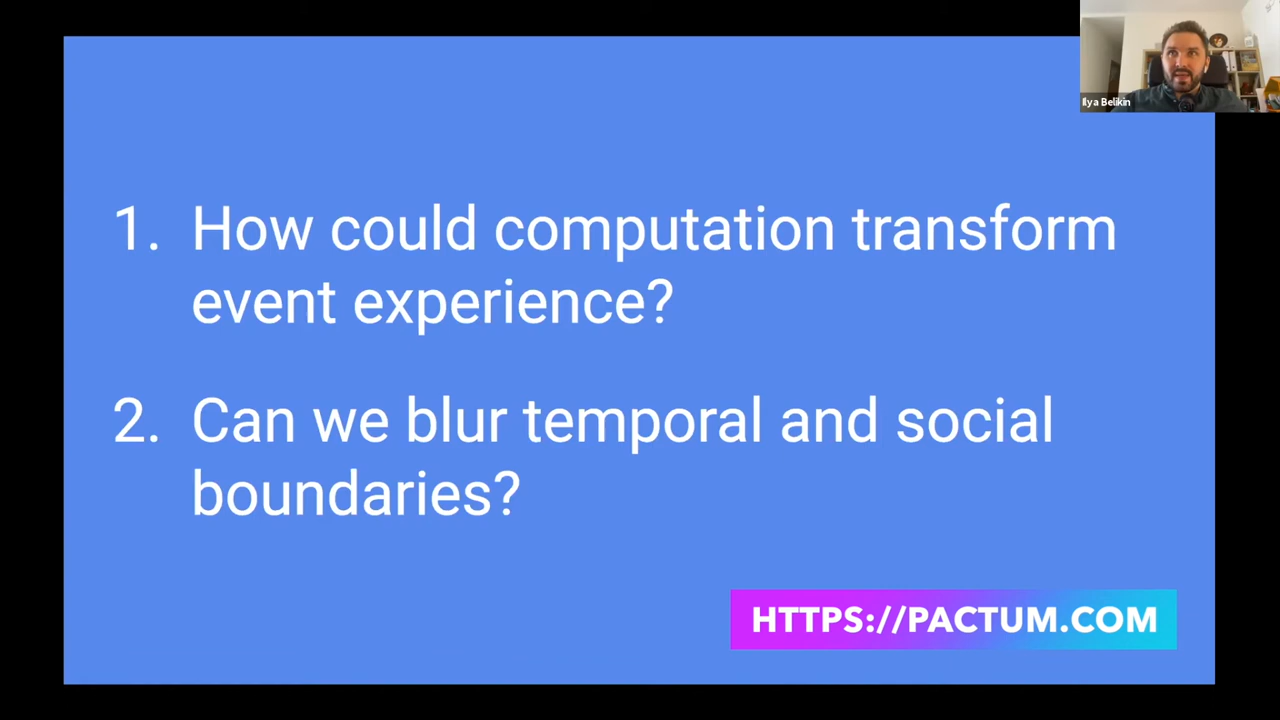 Ilya Belikin
1. How could computation transform
event experience?
2. Can we blur temporal and social
boundaries?
HTTPS://PACTUM.COM